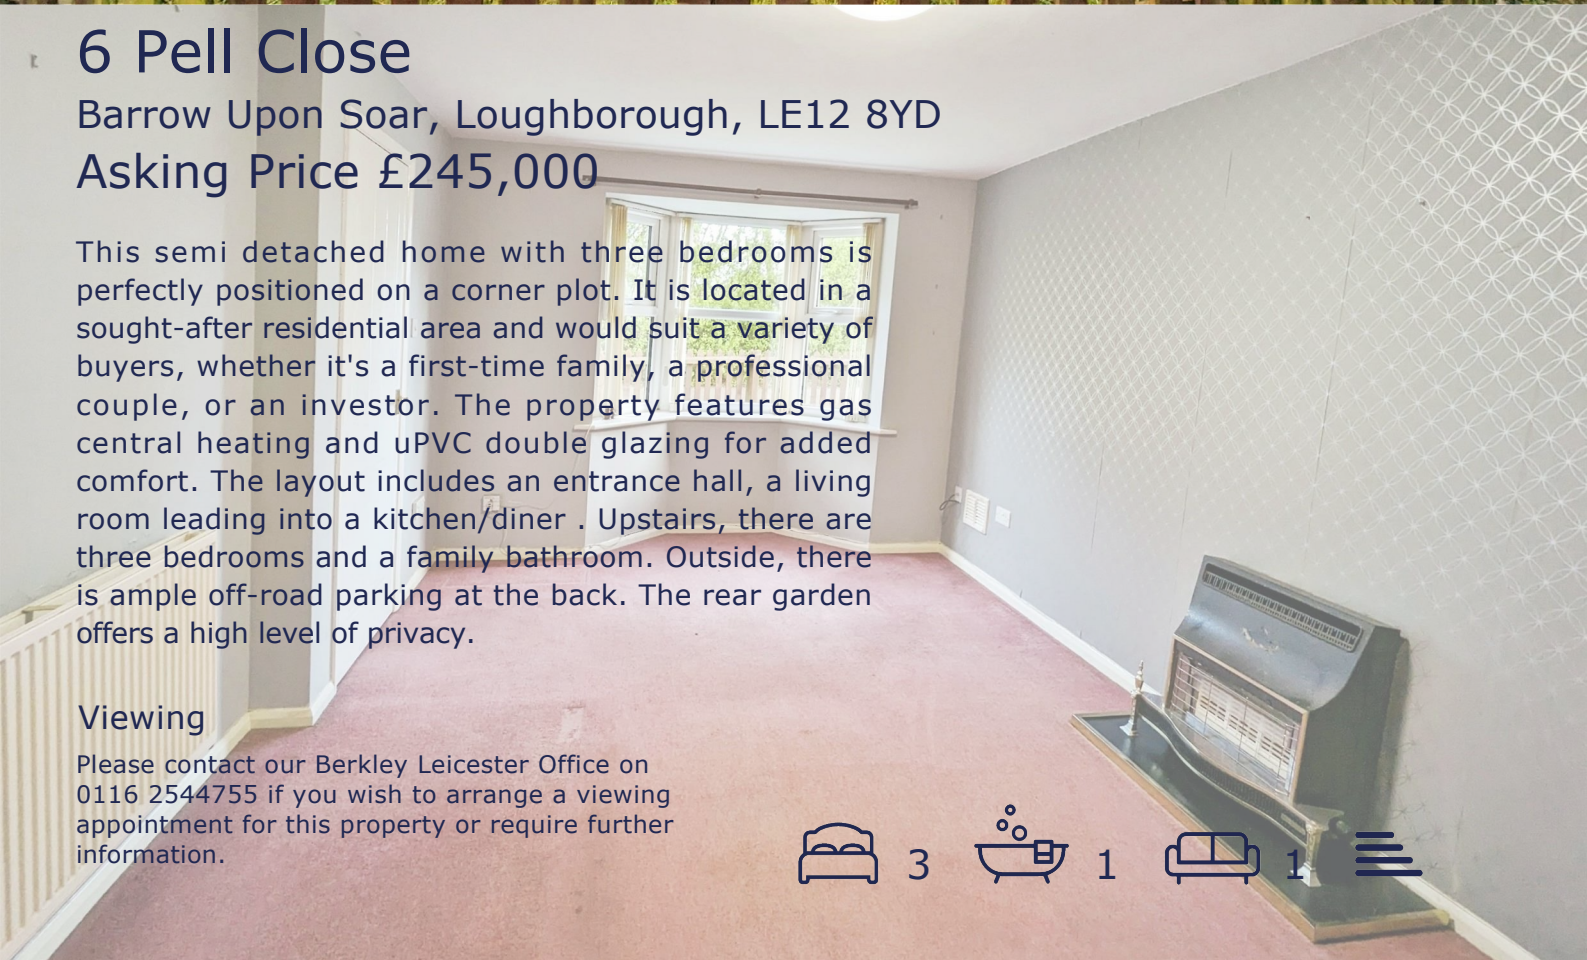 6 Pell Close
Barrow Upon Soar, Loughborough, LE12 8YD
Asking Price £245,000
This semi detached home with three bedrooms is
perfectly positioned on a corner plot. It is located in a
sought-after residential area and would suit a variety of
buyers, whether it's a first-time family, a professional
couple, or an investor. The property features gas
central heating and uPVC double glazing for added
comfort. The layout includes an entrance hall, a living
room leading into a kitchen/diner . Upstairs, there are
three bedrooms and a family bathroom. Outside, there
is ample off-road parking at the back. The rear garden
offers a high level of privacy.
Viewing
Please contact our Berkley Leicester Office on
0116 2544755 if you wish to arrange a viewing
appointment for this property or require further
information.
3 1 1